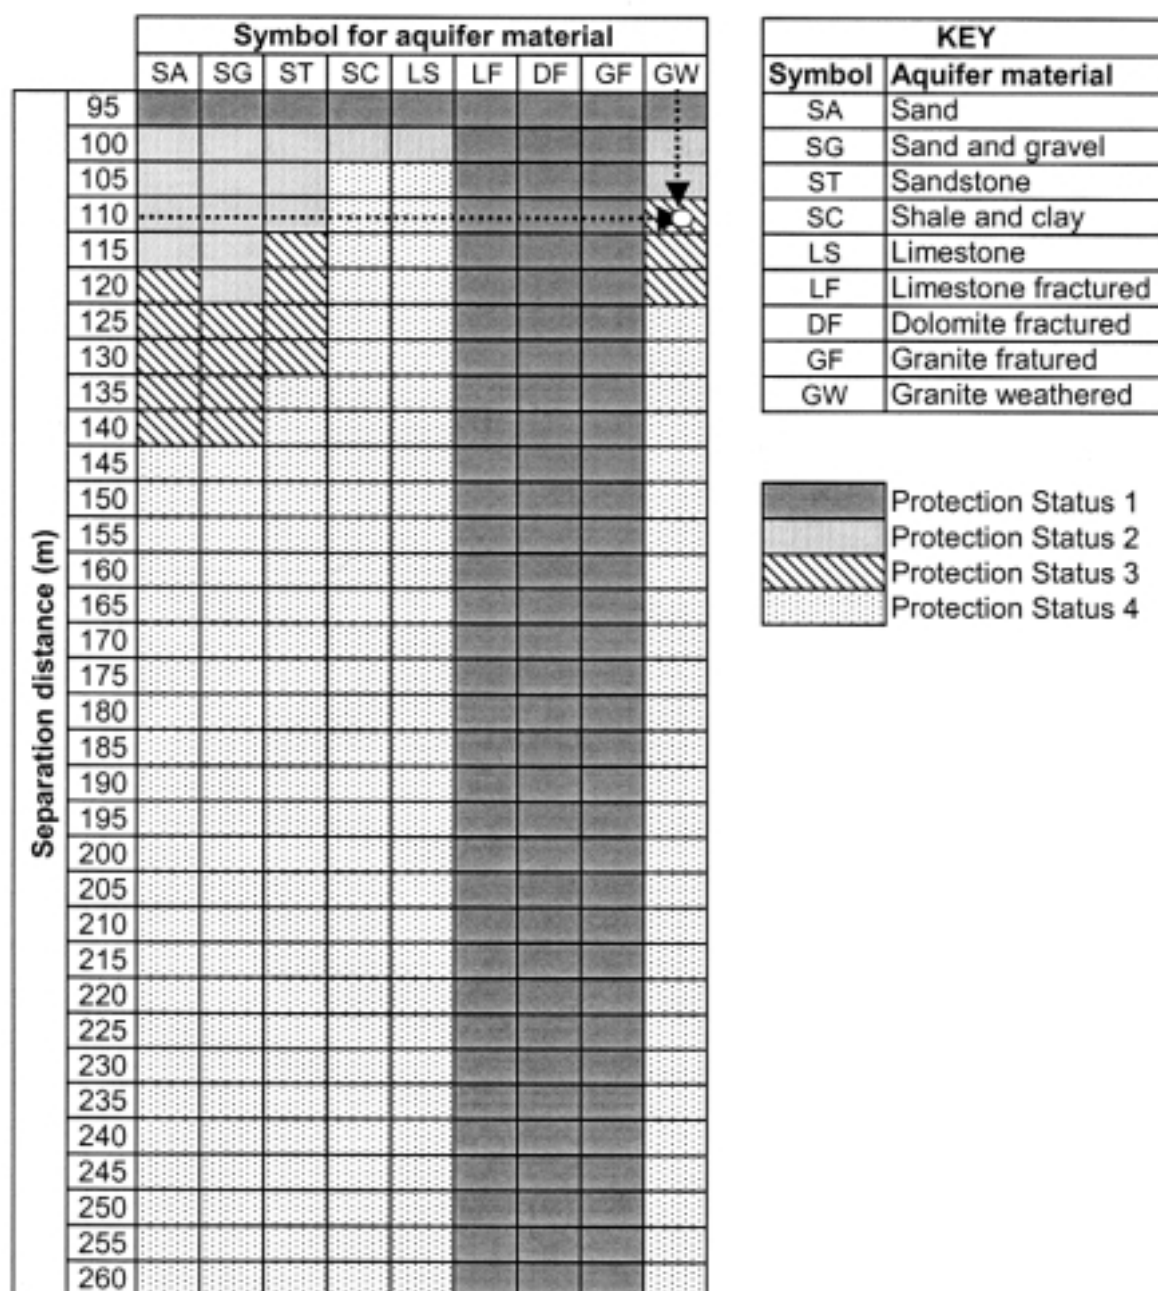 Symbol for aquifer material
SA SG ST SC LS LF DF GF GW
Separation distance (m)
95
100
105
110
115
120
125
130
135
140
145
150
155
160
165
170
175
180
185
190
195
200
205
210
215
220
225
230
235
240
245
250
255
260
KEY
Symbol Aquifer material
SA Sand
SG Sand and gravel
ST Sandstone
SC Shale and clay
LS Limestone
LF Limestone fractured
DF Dolomite fractured
GF Granite fratured
GW Granite weathered
Protection Status 1
Protection Status 2
Protection Status 3
Protection Status 4